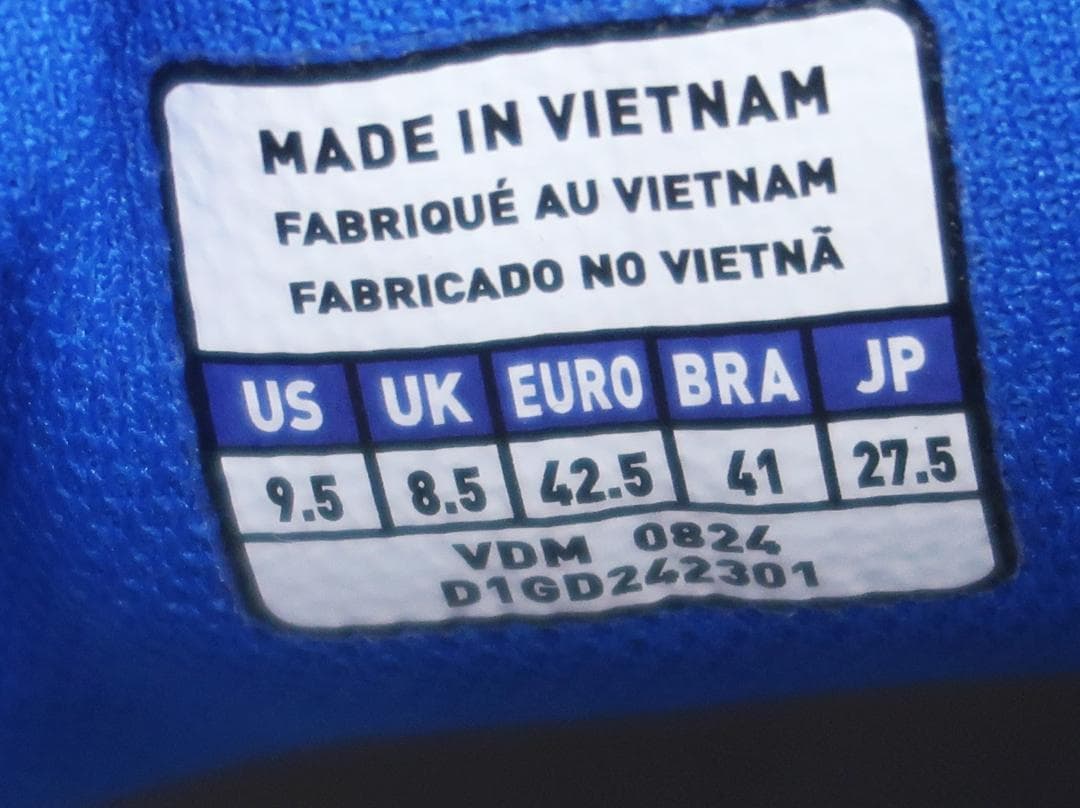 MADE IN VIETNAM
FABRIQUÉ AU VIETNAM
FABRICADO NO VIETNÃ
US UK EURO BRA JP
9.5 8.5 42.5 41 27.5
VDM 0824
D1GD242301